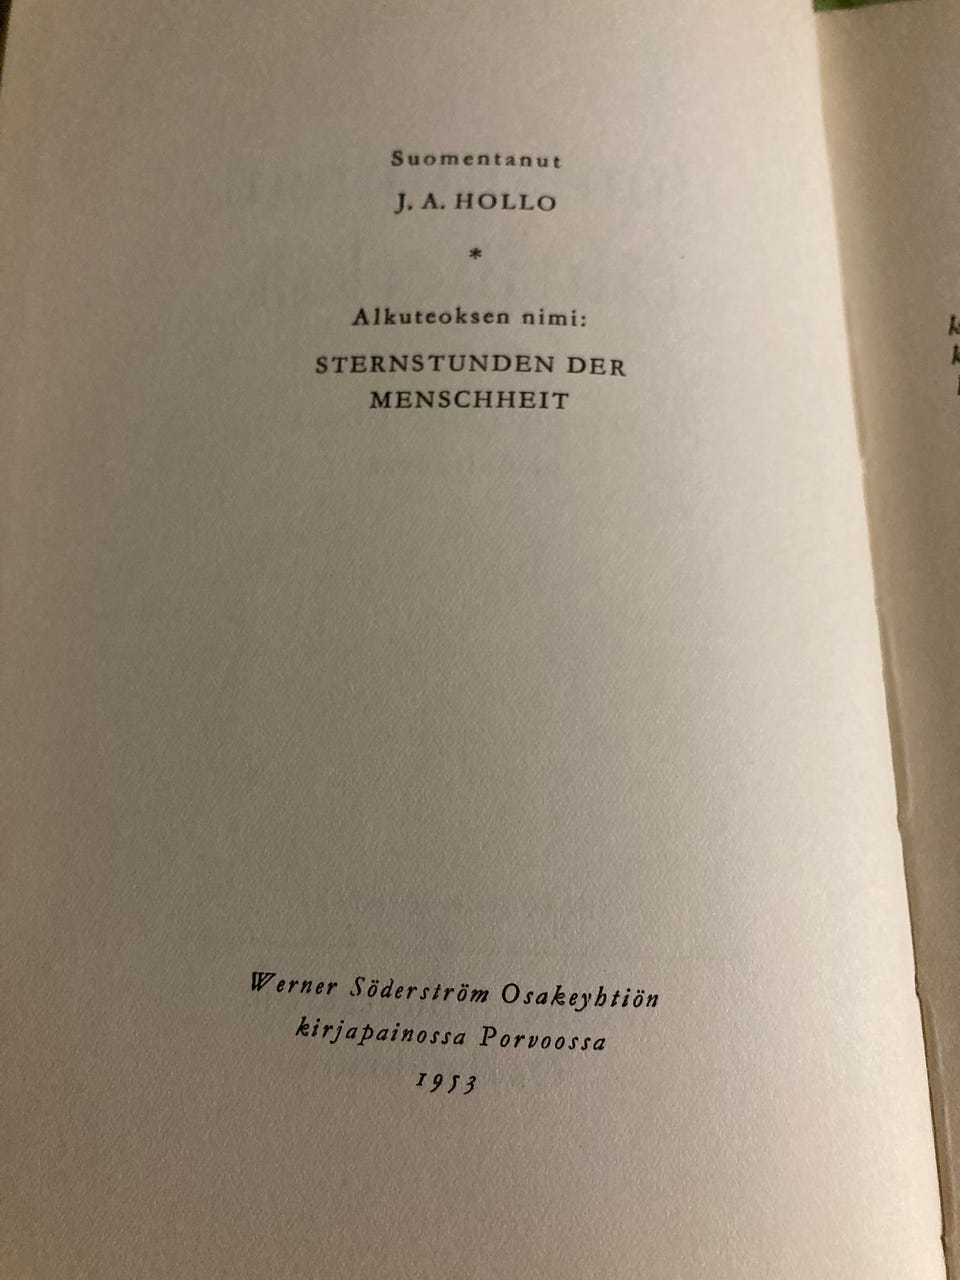 Suomentanut
J. A. HOLLO
*
Alkuteoksen nimi:
STERNSTUNDEN DER
MENSCHHEIT
Werner Söderström Osakeyhtiön
kirjapainossa Porvoossa
1953